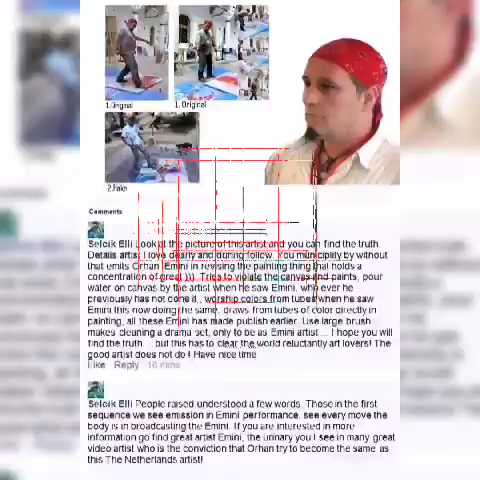 1.Orginal
1. Orginal
2.Fake
Comments
Selcik Elli Look at the picture of this artist and you can find the truth.
Details artist I love dearly and during follow. You municipality by without
that emits Orhan Emini in revising the painting thing that holds a
concentration of great ))). Tries to violate the canvas and paints, pour
water on canvas by the artist when he saw Emini, who ever he
previously has not done it, worship colors from tubes when he saw
Emini this now doing the same, draws from tubes of color directly in
painting, all these Emini has made publish earlier. Use large brush
makes cleaning a drama set, only to be as Emini artist.... I hope you will
find the truth but this has to clear the world reluctantly art lovers! The
good artist does not do! Have nice time
Like Reply 10 mins
Selcik Elli People raised understood a few words. Those in the first
sequence we see emission in Emini performance, see every move the
body is in broadcasting the Emini. If you are interested in more
information go find great artist Emini, the urinary you I see in many great
video artist who is the conviction that Orhan try to become the same as
this The Netherlands artist!